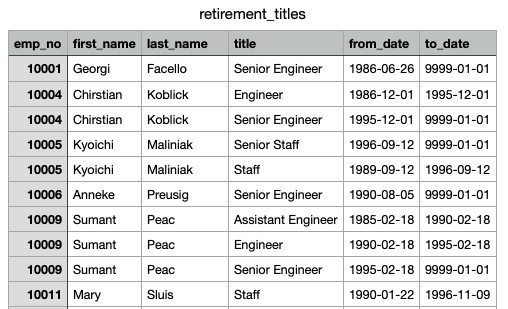 retirement_titles
emp_no first_name last_name title from_date to_date
10001 Georgi Facello Senior Engineer 1986-06-26 9999-01-01
10004 Chirstian Koblick Engineer 1986-12-01 1995-12-01
10004 Chirstian Koblick Senior Engineer 1995-12-01 9999-01-01
10005 Kyoichi Maliniak Senior Staff 1996-09-12 9999-01-01
10005 Kyoichi Maliniak Staff 1989-09-12 1996-09-12
10006 Anneke Preusig Senior Engineer 1990-08-05 9999-01-01
10009 Sumant Peac Assistant Engineer 1985-02-18 1990-02-18
10009 Sumant Peac Engineer 1990-02-18 1995-02-18
10009 Sumant Peac Senior Engineer 1995-02-18 9999-01-01
10011 Mary Sluis Staff 1990-01-22 1996-11-09